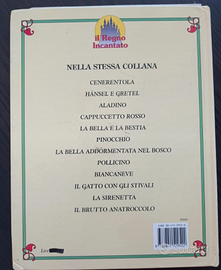 il Regno
Incantato
NELLA STESSA COLLANA
CENERENTOLA
HÄNSEL E GRETEL
ALADINO
CAPPUCCETTO ROSSO
LA BELLA E LA BESTIA
PINOCCHIO
LA BELLA ADDORMENTATA NEL BOSCO
POLLICINO
BIANCANEVE
IL GATTO CON GLI STIVALI
LA SIRENETTA
IL BRUTTO ANATROCCOLO